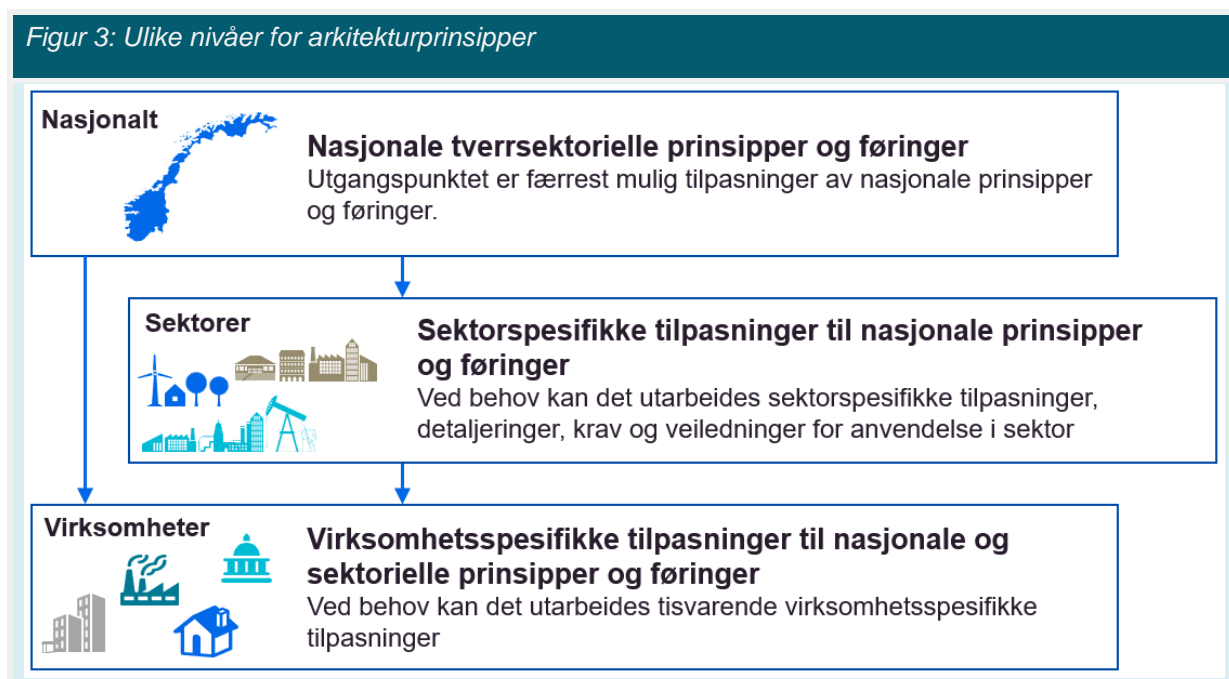 Figur 3: Ulike nivåer for arkitekturprinsipper
Nasjonalt
Nasjonale tverrsektorielle prinsipper og føringer
Utgangspunktet er færrest mulig tilpasninger av nasjonale prinsipper
og føringer.
Sektorer
Sektorspesifikke tilpasninger til nasjonale prinsipper
og føringer
Ved behov kan det utarbeides sektorspesifikke tilpasninger,
detaljeringer, krav og veiledninger for anvendelse i sektor
Virksomheter
Virksomhetsspesifikke tilpasninger til nasjonale og
sektorielle prinsipper og føringer
Ved behov kan det utarbeides tisvarende virksomhetsspesifikke
tilpasninger